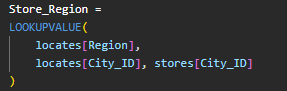 Store_Region =
LOOKUPVALUE(
    locates[Region],
    locates[City_ID], stores[City_ID]
)